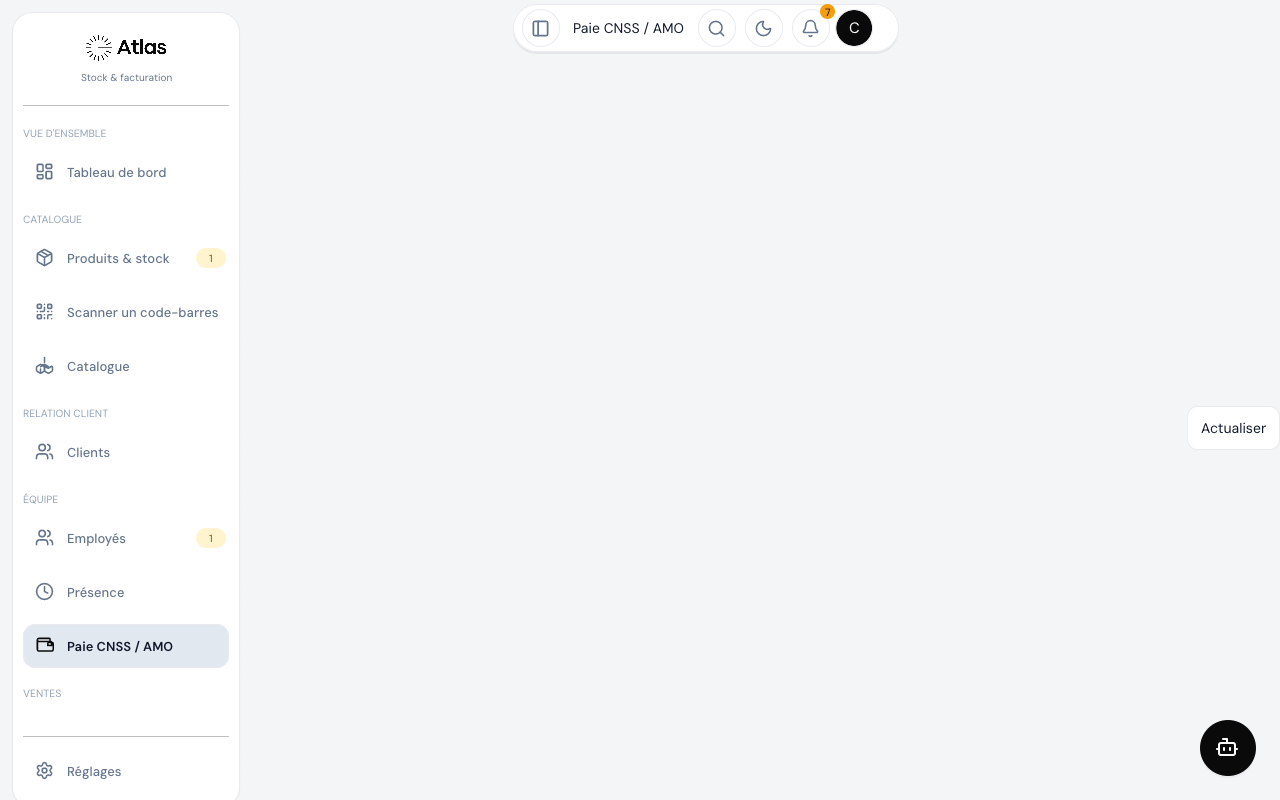 Atlas
Stock & facturation
VUE D'ENSEMBLE
Tableau de bord
CATALOGUE
Produits & stock 1
Scanner un code-barres
Catalogue
RELATION CLIENT
Clients
ÉQUIPE
Employés 1
Présence
Paie CNSS / AMO
VENTES
Réglages
Paie CNSS / AMO 7 C
Actualiser